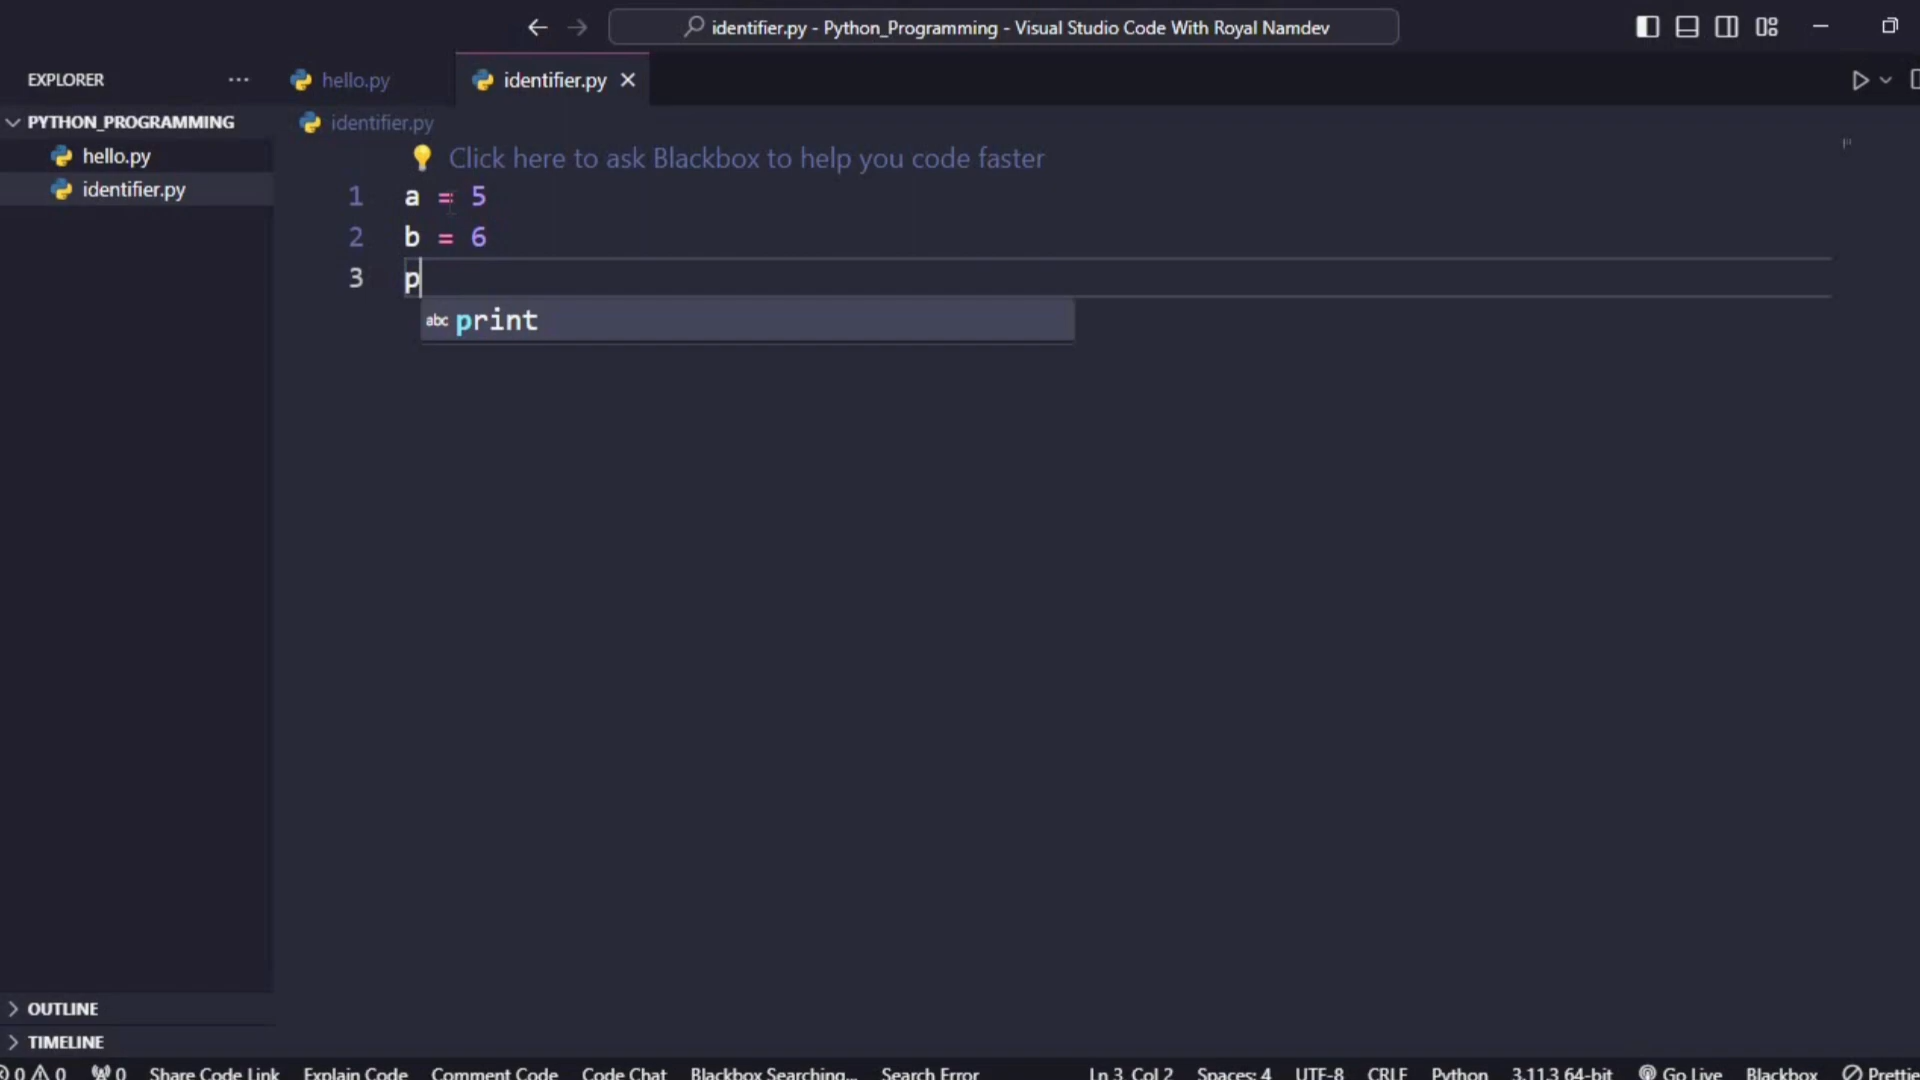 identifier.py - Python_Programming - Visual Studio Code With Royal Namdev
EXPLORER ···
hello.py
identifier.py
PYTHON_PROGRAMMING
hello.py
identifier.py
identifier.py
Click here to ask Blackbox to help you code faster
1 a = 5
2 b = 6
3 p
abc print
OUTLINE
TIMELINE
0 0 0 Share Code Link Explain Code Comment Code Code Chat Blackbox Searching... Search Error Ln 3, Col 2 Spaces: 4 UTF-8 CRLF Python 3.11.3 64-bit Go Live Blackbox Prettie